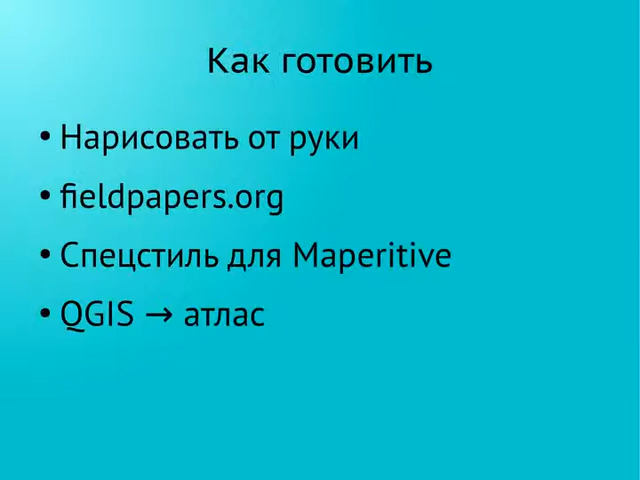 Как готовить
• Нарисовать от руки
• fieldpapers.org
• Спецстиль для Maperitive
• QGIS → атлас